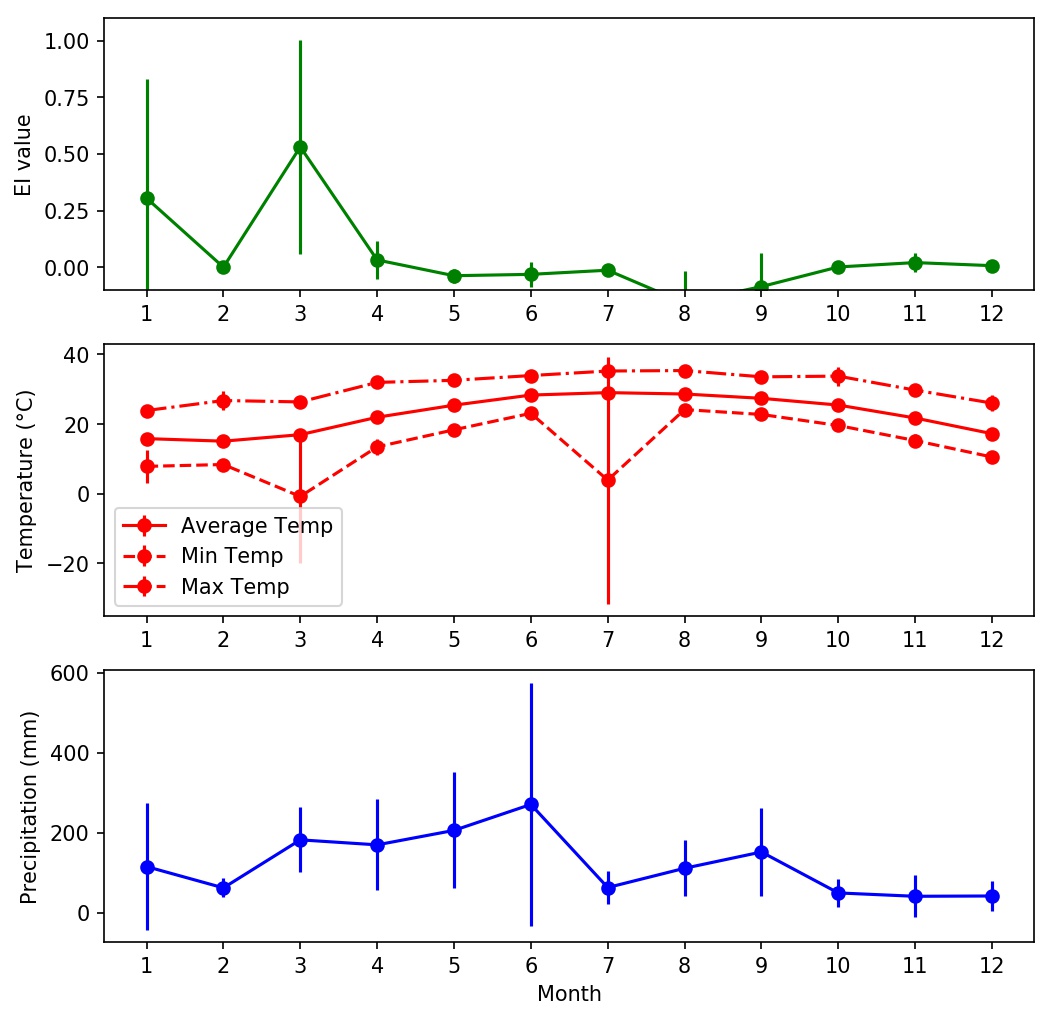 EI value
1.00
0.75
0.50
0.25
0.00
1 2 3 4 5 6 7 8 9 10 11 12
Temperature (°C)
40
20
0
−20
Average Temp
Min Temp
Max Temp
1 2 3 4 5 6 7 8 9 10 11 12
Precipitation (mm)
600
400
200
0
1 2 3 4 5 6 7 8 9 10 11 12
Month